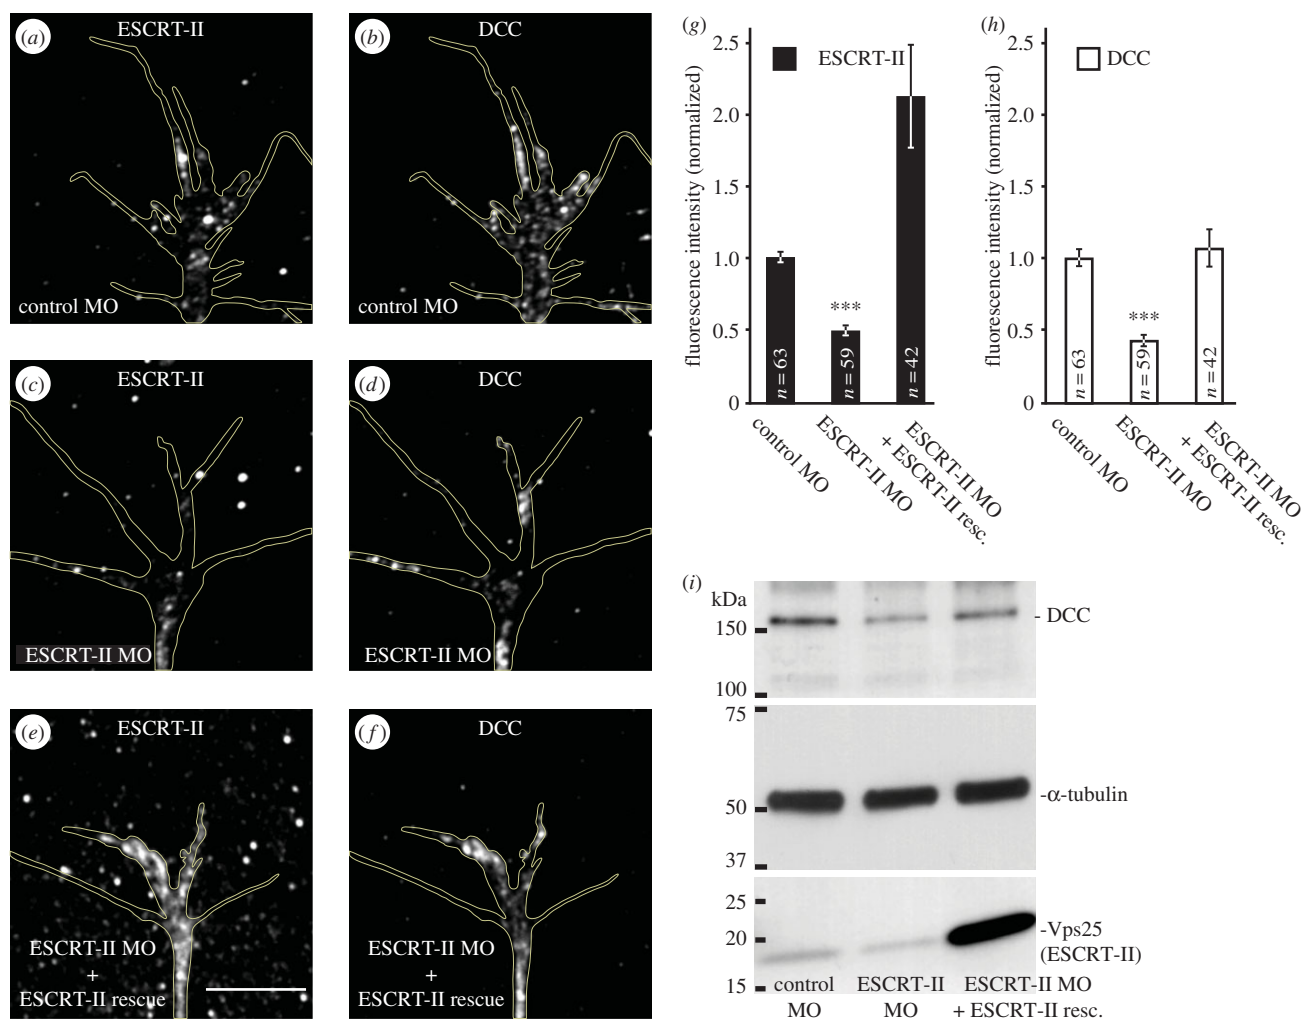 (a)
ESCRT-II
control MO
(b)
DCC
control MO
(c)
ESCRT-II
ESCRT-II MO
(d)
DCC
ESCRT-II MO
(e)
ESCRT-II
ESCRT-II MO
+
ESCRT-II rescue
(f)
DCC
ESCRT-II MO
+
ESCRT-II rescue
(g)
ESCRT-II
fluorescence intensity (normalized)
2.5
2.0
1.5
1.0
0.5
0
***
n = 63
n = 59
n = 42
control MO
ESCRT-II MO
ESCRT-II MO
+ ESCRT-II resc.
(h)
DCC
fluorescence intensity (normalized)
2.5
2.0
1.5
1.0
0.5
0
***
n = 63
n = 59
n = 42
control MO
ESCRT-II MO
ESCRT-II MO
+ ESCRT-II resc.
(i)
kDa
150
100
- DCC
75
50
37
-α-tubulin
25
20
15
-Vps25
(ESCRT-II)
control
MO
ESCRT-II
MO
ESCRT-II MO
+ ESCRT-II resc.